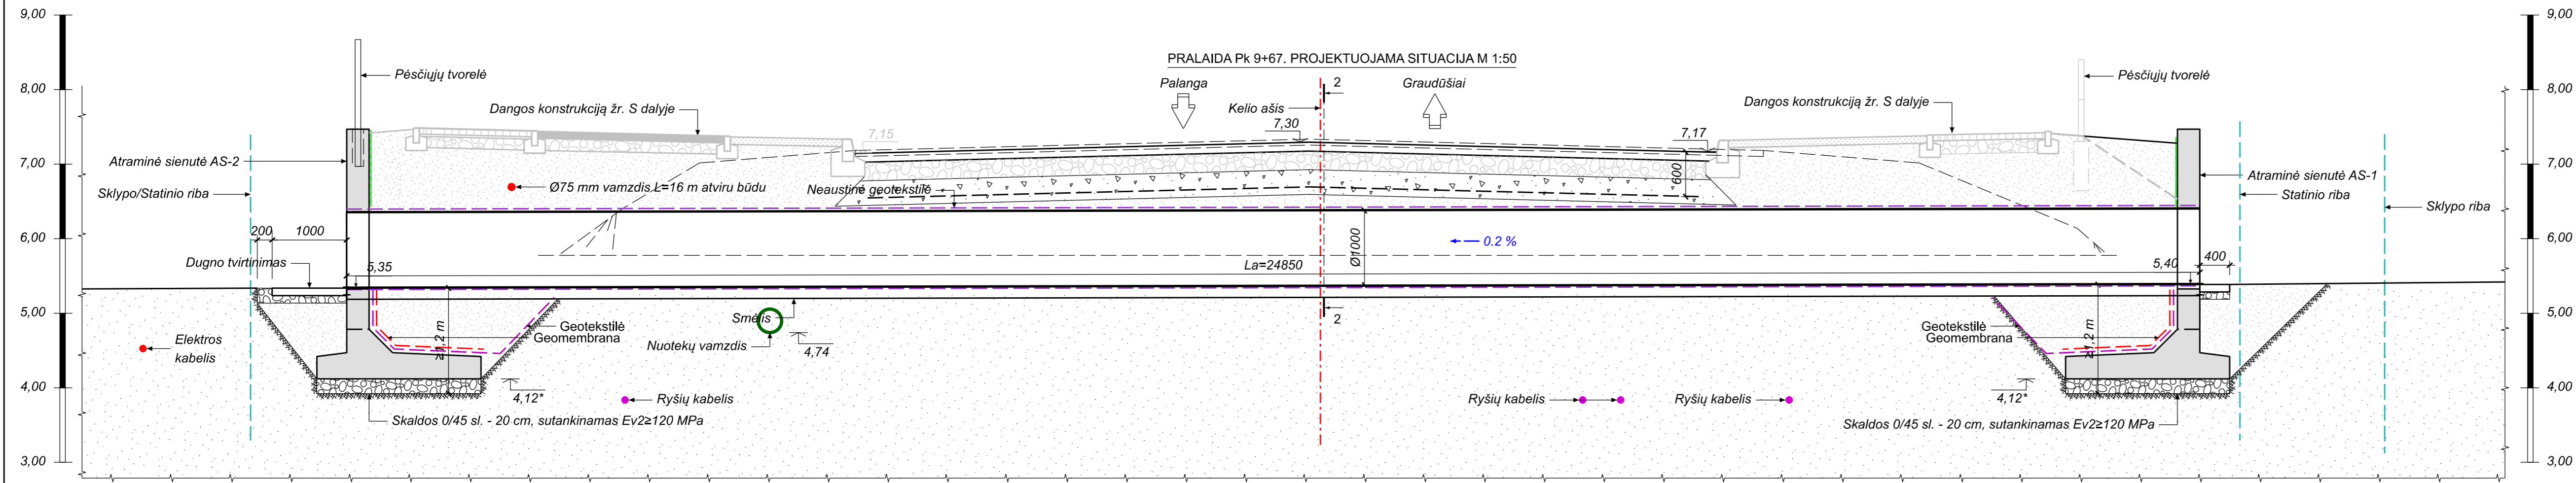 PRALAIDA Pk 9+67. PROJEKTUOJAMA SITUACIJA M 1:50
9,00
8,00
7,00
6,00
5,00
4,00
3,00
Pėsčiųjų tvorelė
Dangos konstrukciją žr. S dalyje
Atraminė sienutė AS-2
Sklypo/Statinio riba
Ø75 mm vamzdis L=16 m atviru būdu
Neaustinė geotekstilė
7,15
Palanga
Graudūšiai
Kelio ašis
2
7,30
7,17
600
Dangos konstrukciją žr. S dalyje
Pėsčiųjų tvorelė
Atraminė sienutė AS-1
Statinio riba
Sklypo riba
200
1000
Dugno tvirtinimas
5,35
La=24850
Ø1000
0.2 %
5,40
400
Elektros
kabelis
≥1,2 m
Geotekstilė
Geomembrana
Smėlis
Nuotekų vamzdis
4,74
2
Geotekstilė
Geomembrana
≥1,2 m
4,12*
Ryšių kabelis
Ryšių kabelis
Ryšių kabelis
4,12*
Skaldos 0/45 sl. - 20 cm, sutankinamas Ev2≥120 MPa
Skaldos 0/45 sl. - 20 cm, sutankinamas Ev2≥120 MPa
9,00
8,00
7,00
6,00
5,00
4,00
3,00